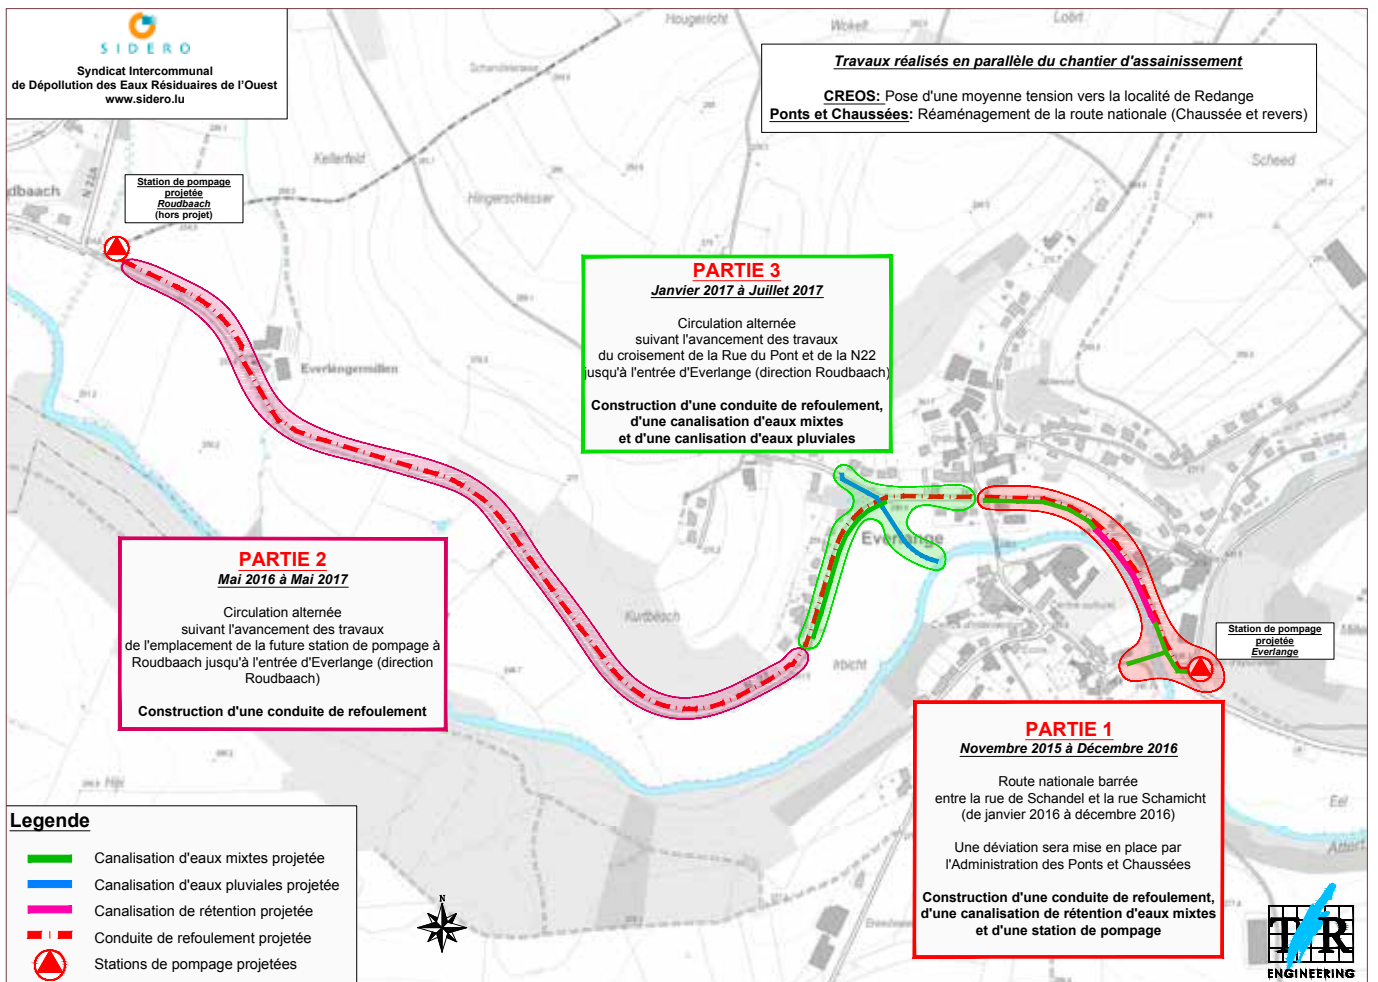 SIDERO
Syndicat Intercommunal
de Dépollution des Eaux Résiduaires de l'Ouest
www.sidero.lu
Travaux réalisés en parallèle du chantier d'assainissement
CREOS: Pose d'une moyenne tension vers la localité de Redange
Ponts et Chaussées: Réaménagement de la route nationale (Chaussée et revers)
Hougericht
Wokelt
Loört
Scheed
Kellerfeld
Hingerschësser
dbaach
N 22A
Station de pompage
projetée
Roudbaach
(hors projet)
Everlengermillen
PARTIE 3
Janvier 2017 à Juillet 2017
Circulation alternée
suivant l'avancement des travaux
du croisement de la Rue du Pont et de la N22
jusqu'à l'entrée d'Everlange (direction Roudbaach)
Construction d'une conduite de refoulement,
d'une canalisation d'eaux mixtes
et d'une canlisation d'eaux pluviales
Everlange
PARTIE 2
Mai 2016 à Mai 2017
Circulation alternée
suivant l'avancement des travaux
de l'emplacement de la future station de pompage à
Roudbaach jusqu'à l'entrée d'Everlange (direction
Roudbaach)
Construction d'une conduite de refoulement
Kurtbësch
Irbicht
Station de pompage
projetée
Everlange
PARTIE 1
Novembre 2015 à Décembre 2016
Route nationale barrée
entre la rue de Schandel et la rue Schamicht
(de janvier 2016 à décembre 2016)
Une déviation sera mise en place par
l'Administration des Ponts et Chaussées
Construction d'une conduite de refoulement,
d'une canalisation de rétention d'eaux mixtes
et d'une station de pompage
Eel
Legende
Canalisation d'eaux mixtes projetée
Canalisation d'eaux pluviales projetée
Canalisation de rétention projetée
Conduite de refoulement projetée
Stations de pompage projetées
N
TR
ENGINEERING